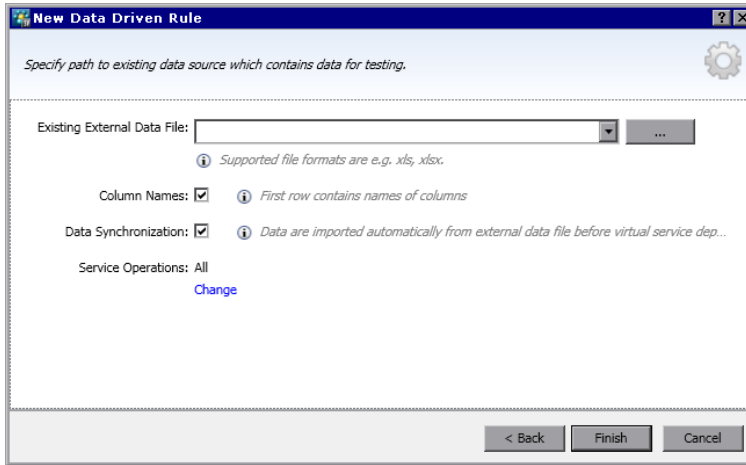 New Data Driven Rule
Specify path to existing data source which contains data for testing.
Existing External Data File:
...
Supported file formats are e.g. xls, xlsx.
Column Names: First row contains names of columns
Data Synchronization: Data are imported automatically from external data file before virtual service dep...
Service Operations: All
Change
< Back Finish Cancel